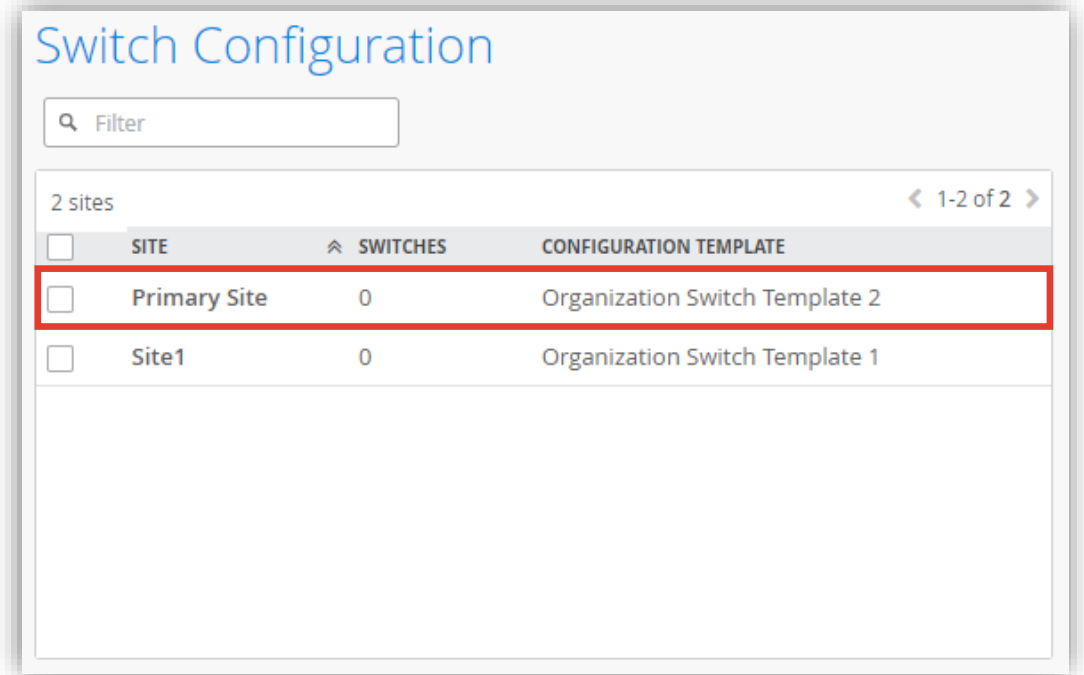 Switch Configuration
Filter
2 sites 1-2 of 2
SITE SWITCHES CONFIGURATION TEMPLATE
Primary Site 0 Organization Switch Template 2
Site1 0 Organization Switch Template 1